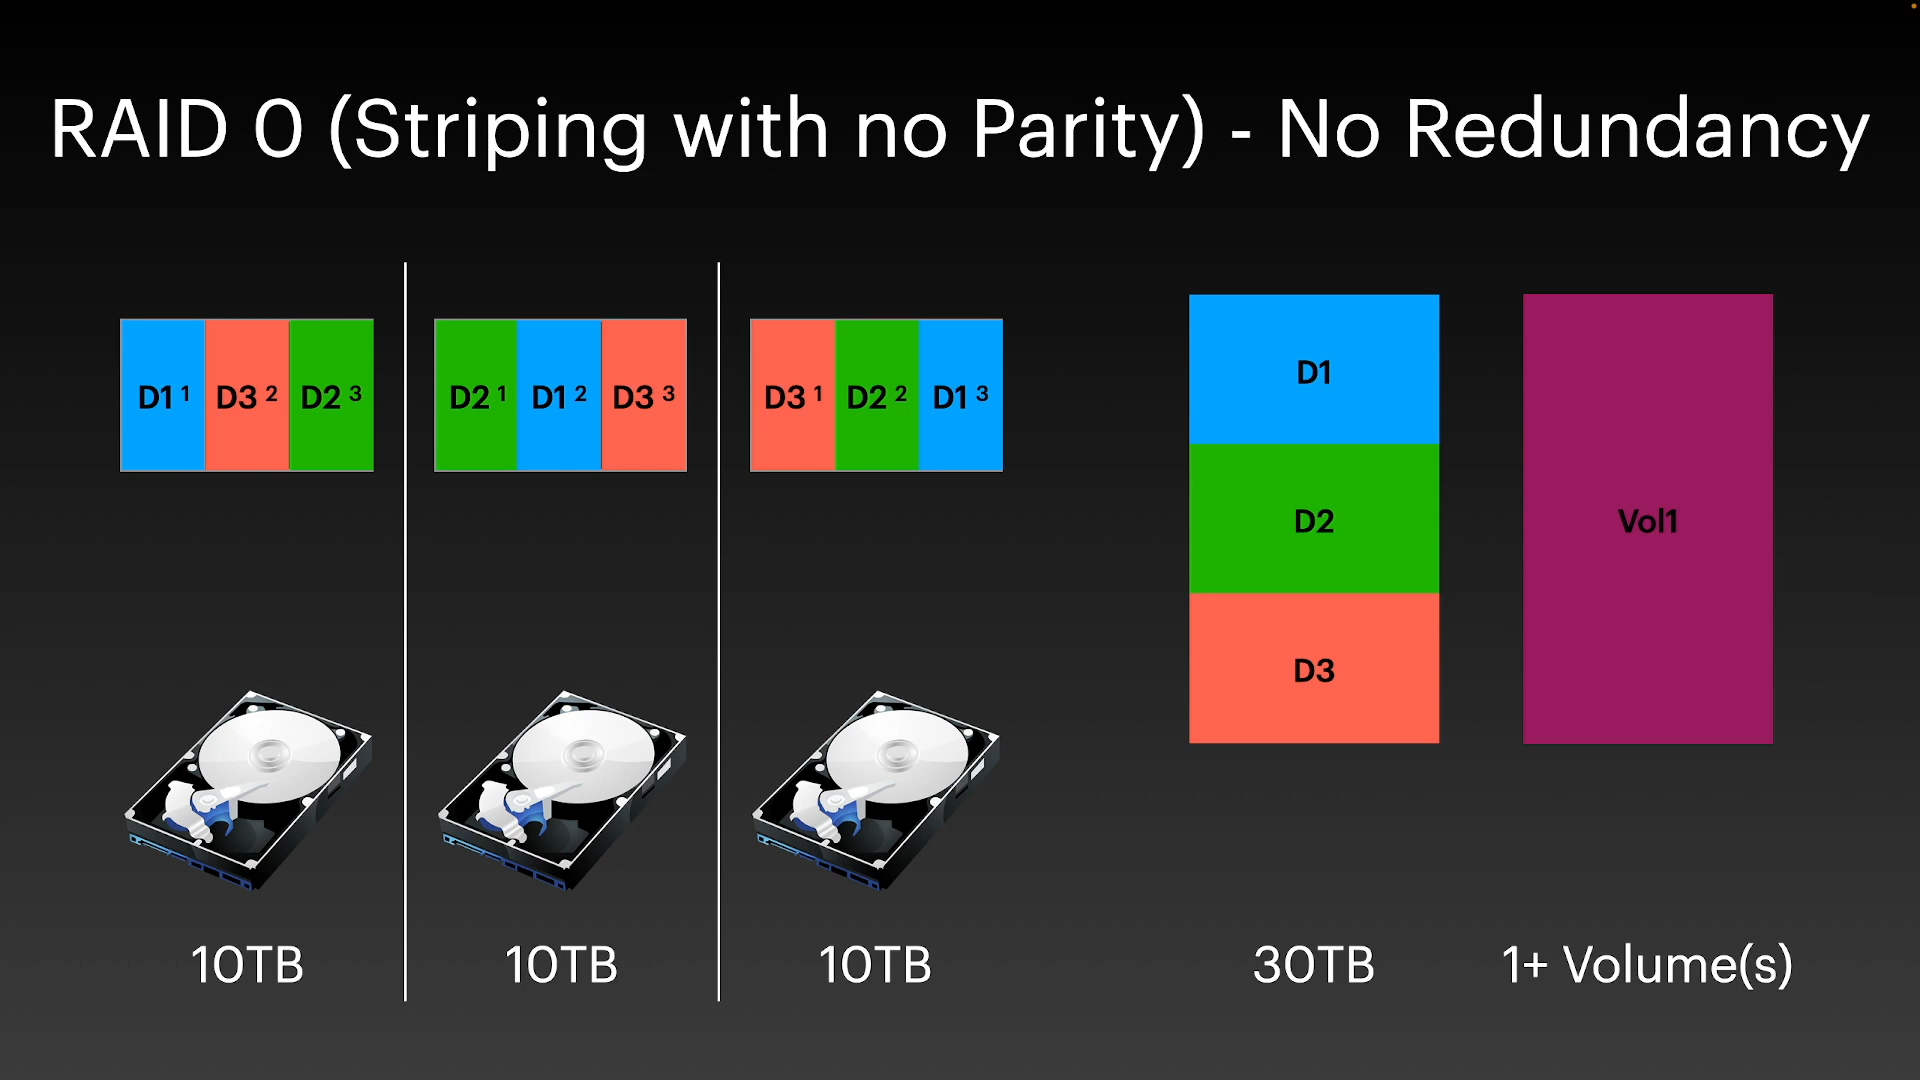 RAID 0 (Striping with no Parity) - No Redundancy
D1 1 D3 2 D2 3
D2 1 D1 2 D3 3
D3 1 D2 2 D1 3
D1
D2
D3
Vol1
10TB
10TB
10TB
30TB
1+ Volume(s)